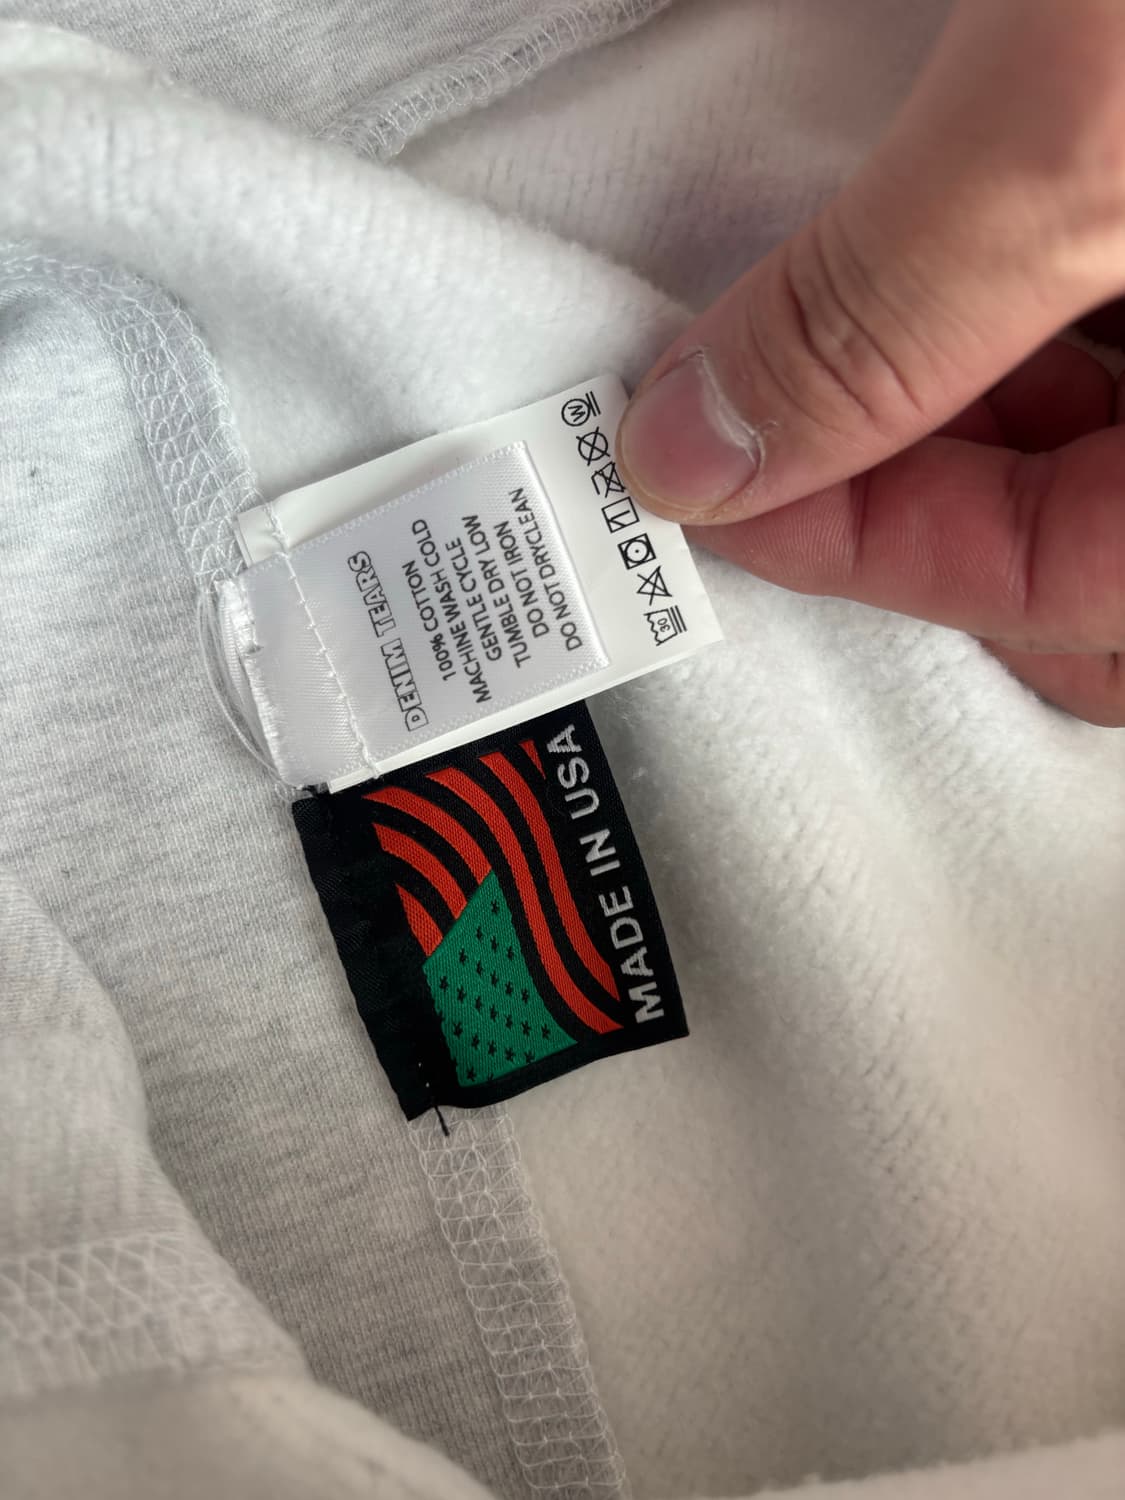 DENIM TEARS
100% COTTON
MACHINE WASH COLD
GENTLE CYCLE
TUMBLE DRY LOW
DO NOT IRON
DO NOT DRYCLEAN
30
W
MADE IN USA